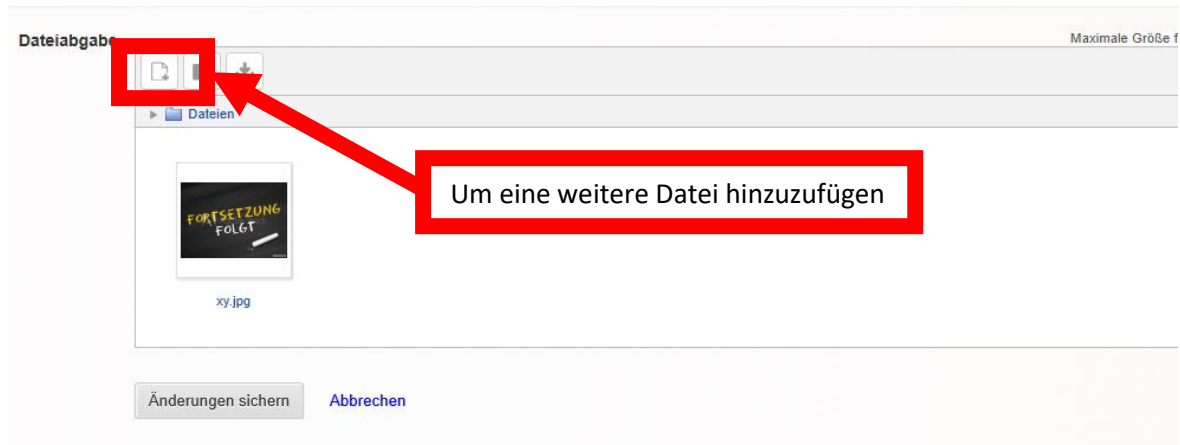 Dateiabgabe
Maximale Größe f
Dateien
Um eine weitere Datei hinzuzufügen
FORTSETZUNG
FOLGT
xy.jpg
Änderungen sichern
Abbrechen